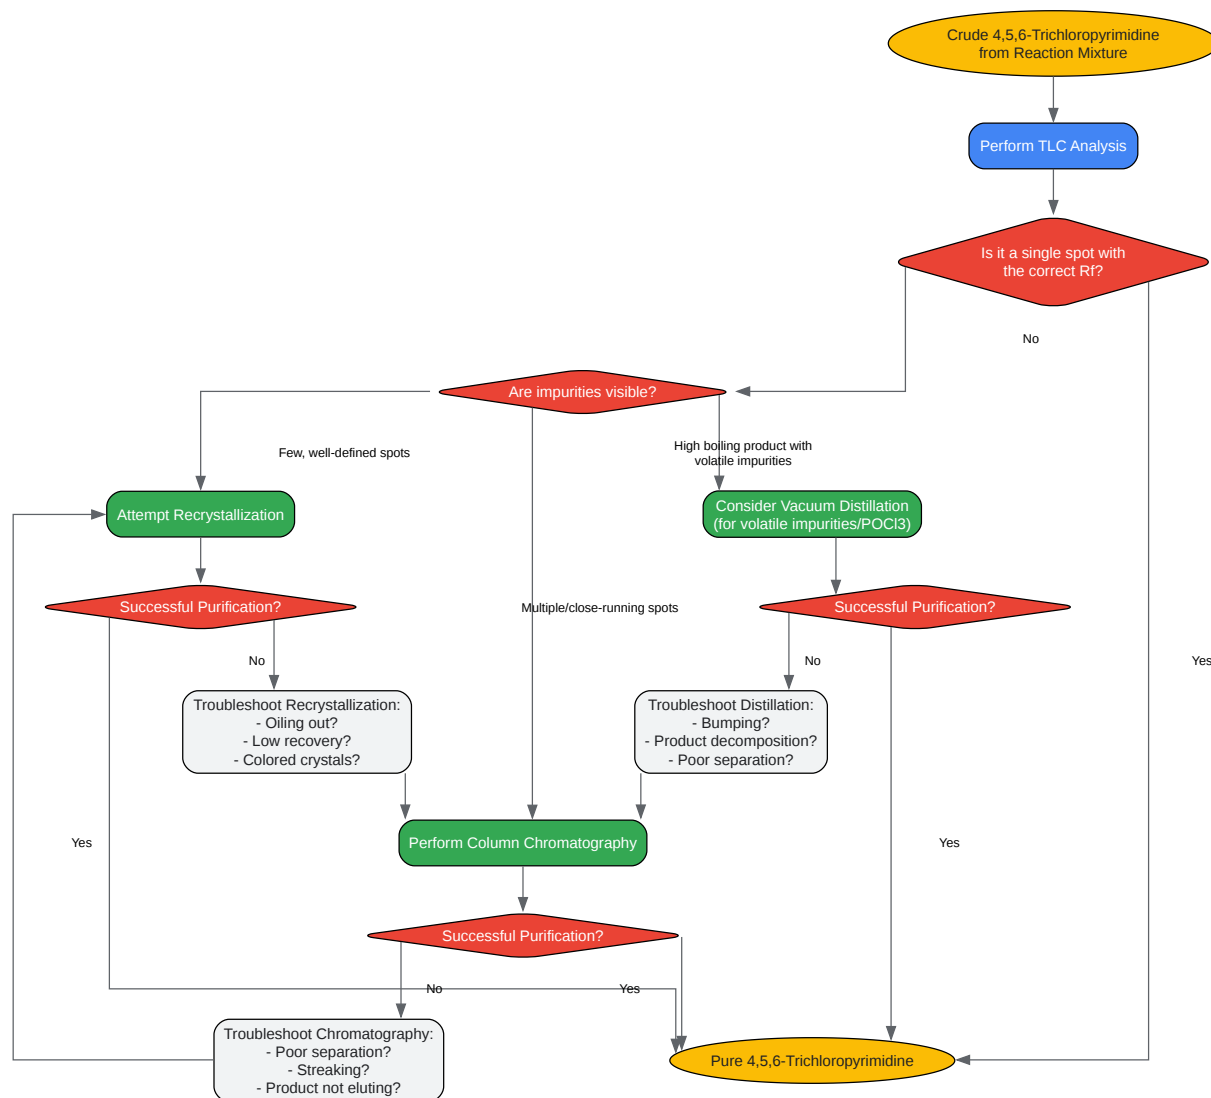 Crude 4,5,6-Trichloropyrimidine
from Reaction Mixture
Perform TLC Analysis
Is it a single spot with
the correct Rf?
No
Are impurities visible?
Few, well-defined spots
High boiling product with
volatile impurities
Attempt Recrystallization
Consider Vacuum Distillation
(for volatile impurities/POCl3)
Successful Purification?
Multiple/close-running spots
Successful Purification?
No
No
Yes
Troubleshoot Recrystallization:
- Oiling out?
- Low recovery?
- Colored crystals?
Troubleshoot Distillation:
- Bumping?
- Product decomposition?
- Poor separation?
Yes
Perform Column Chromatography
Yes
Successful Purification?
No
Yes
Troubleshoot Chromatography:
- Poor separation?
- Streaking?
- Product not eluting?
Pure 4,5,6-Trichloropyrimidine